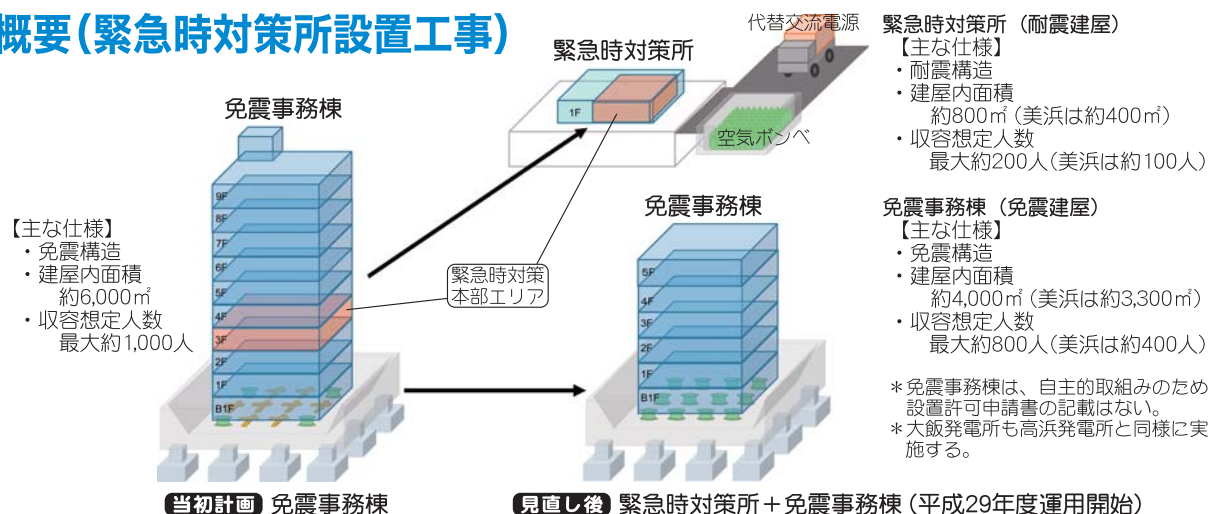 概要(緊急時対策所設置工事)
免震事務棟
【主な仕様】
・免震構造
・建屋内面積
約6,000㎡
・収容想定人数
最大約1,000人
9F
8F
7F
6F
5F
4F
3F
2F
1F
B1F
当初計画 免震事務棟
緊急時対策所
1F
代替交流電源
空気ボンベ
緊急時対策
本部エリア
免震事務棟
5F
4F
3F
2F
1F
B1F
見直し後 緊急時対策所+免震事務棟(平成29年度運用開始)
緊急時対策所(耐震建屋)
【主な仕様】
・耐震構造
・建屋内面積
約800㎡(美浜は約400㎡)
・収容想定人数
最大約200人(美浜は約100人)
免震事務棟(免震建屋)
【主な仕様】
・免震構造
・建屋内面積
約4,000㎡(美浜は約3,300㎡)
・収容想定人数
最大約800人(美浜は約400人)
*免震事務棟は、自主的取組みのため
設置許可申請書の記載はない。
*大飯発電所も高浜発電所と同様に実
施する。